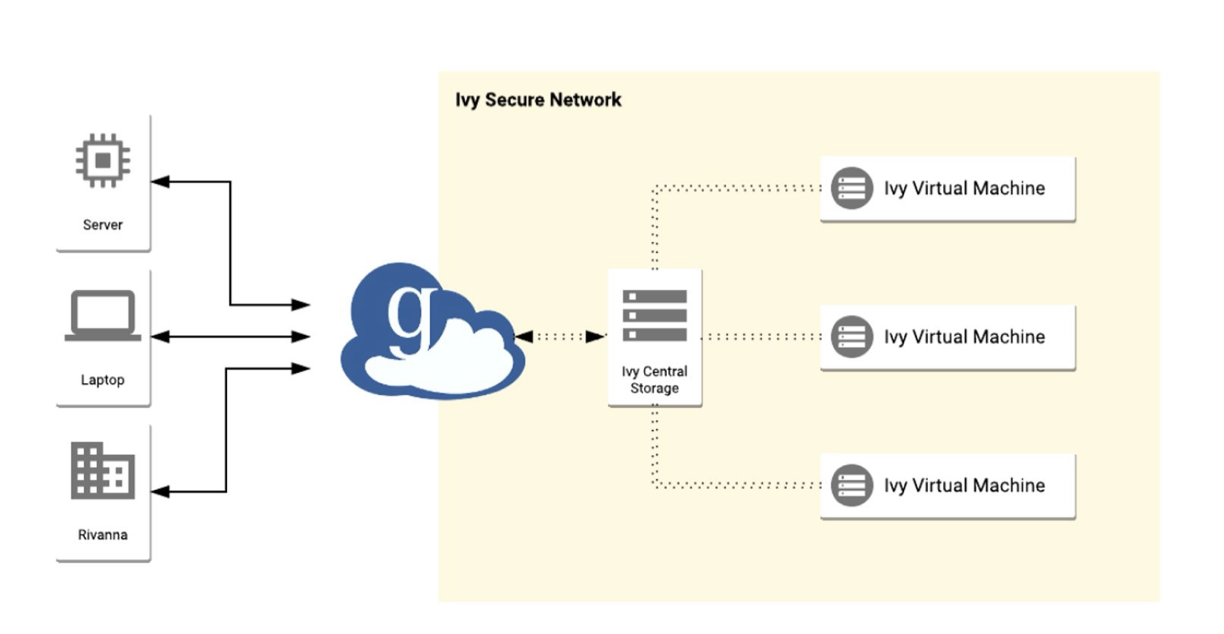 Ivy Secure Network
Server
Laptop
Rivanna
g
Ivy Central
Storage
Ivy Virtual Machine
Ivy Virtual Machine
Ivy Virtual Machine